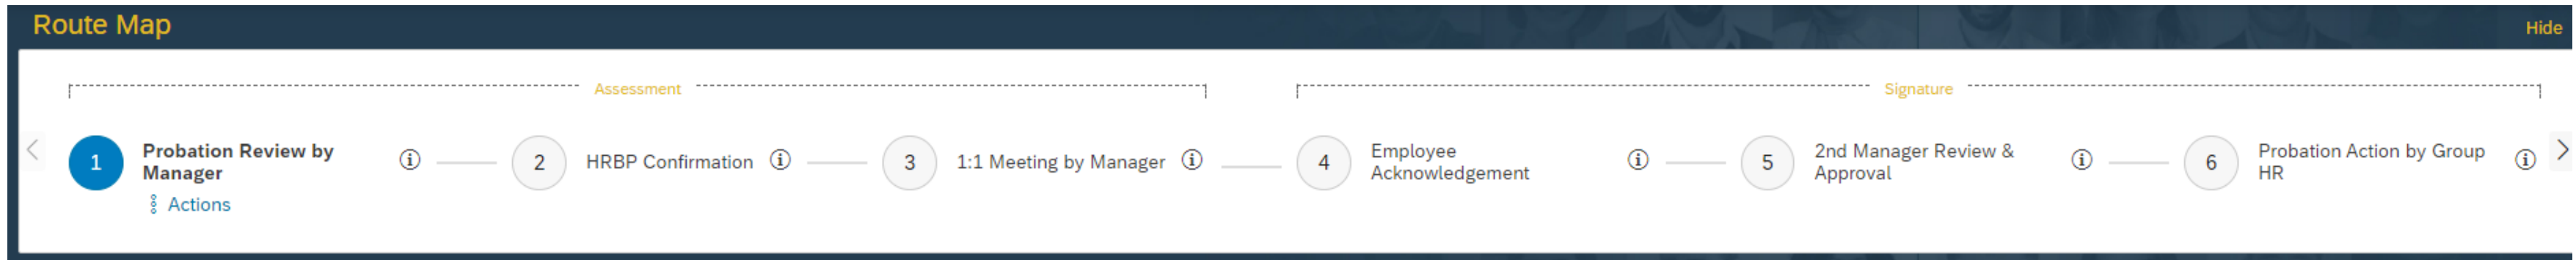 Route Map
Hide
Assessment
Signature
1
Probation Review by
Manager
Actions
2
HRBP Confirmation
3
1:1 Meeting by Manager
4
Employee
Acknowledgement
5
2nd Manager Review &
Approval
6
Probation Action by Group
HR